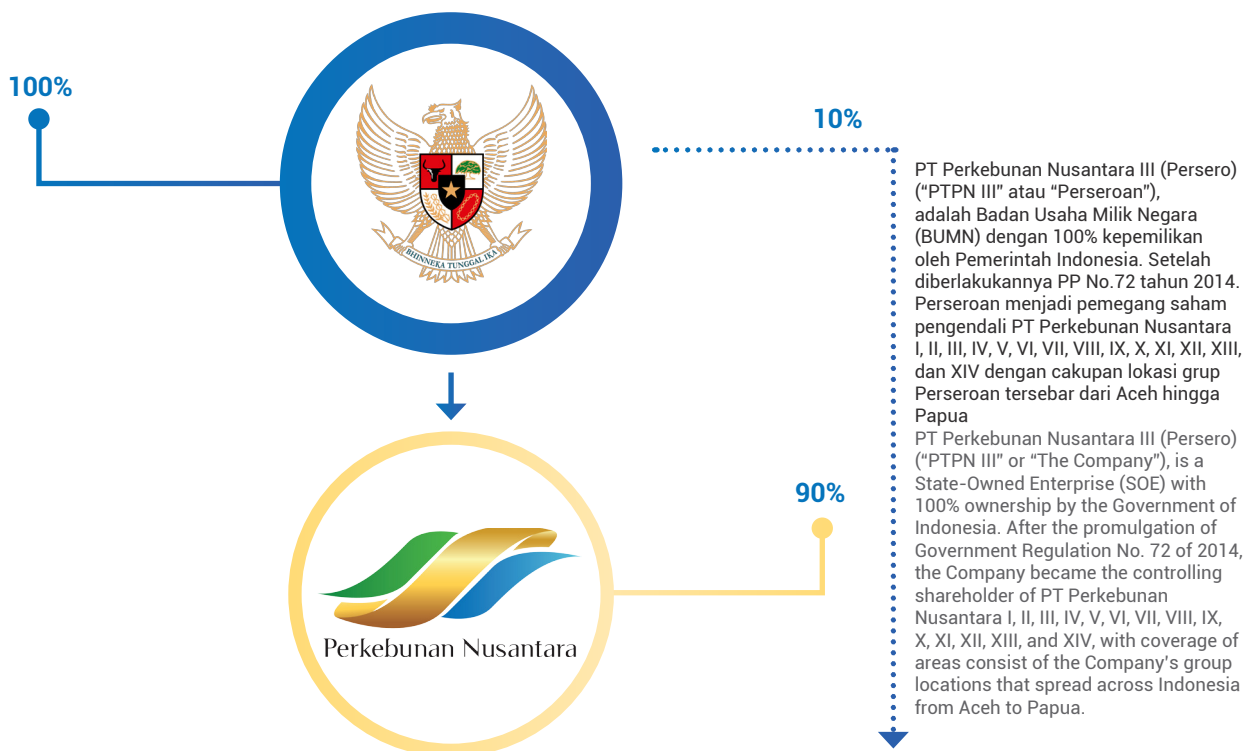 100%
BHINNEKA TUNGGAL IKA
10%
PT Perkebunan Nusantara III (Persero)
(“PTPN III” atau “Perseroan”),
adalah Badan Usaha Milik Negara
(BUMN) dengan 100% kepemilikan
oleh Pemerintah Indonesia. Setelah
diberlakukannya PP No.72 tahun 2014.
Perseroan menjadi pemegang saham
pengendali PT Perkebunan Nusantara
I, II, III, IV, V, VI, VII, VIII, IX, X, XI, XII, XIII,
dan XIV dengan cakupan lokasi grup
Perseroan tersebar dari Aceh hingga
Papua
PT Perkebunan Nusantara III (Persero)
(“PTPN III” or “The Company”), is a
State-Owned Enterprise (SOE) with
100% ownership by the Government of
Indonesia. After the promulgation of
Government Regulation No. 72 of 2014,
the Company became the controlling
shareholder of PT Perkebunan
Nusantara I, II, III, IV, V, VI, VII, VIII, IX,
X, XI, XII, XIII, and XIV, with coverage of
areas consist of the Company's group
locations that spread across Indonesia
from Aceh to Papua.
90%
Perkebunan Nusantara